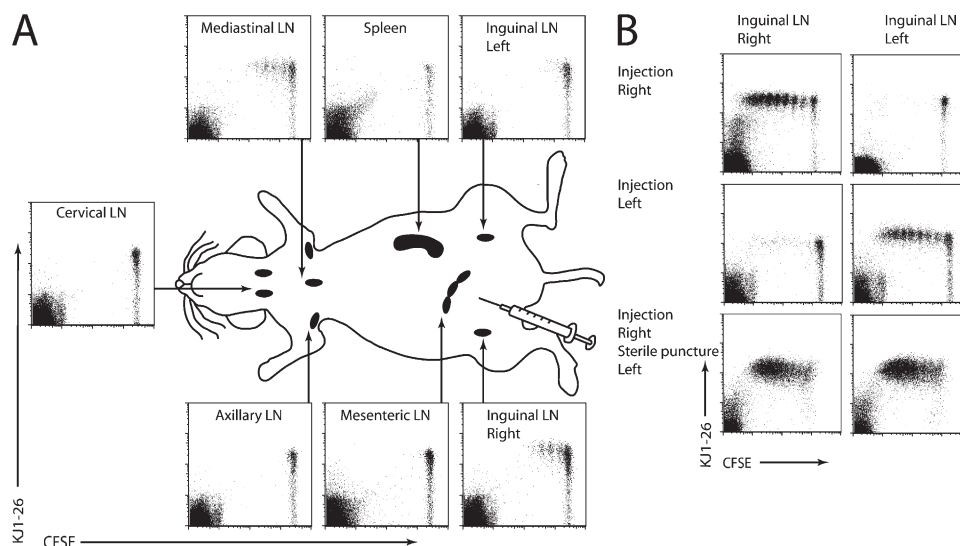 A
Mediastinal LN
Spleen
Inguinal LN
Left
Cervical LN
Axillary LN
Mesenteric LN
Inguinal LN
Right
KJ1-26
CFSE
B
Inguinal LN
Right
Inguinal LN
Left
Injection
Right
Injection
Left
Injection
Right
Sterile puncture
Left
KJ1-26
CFSE